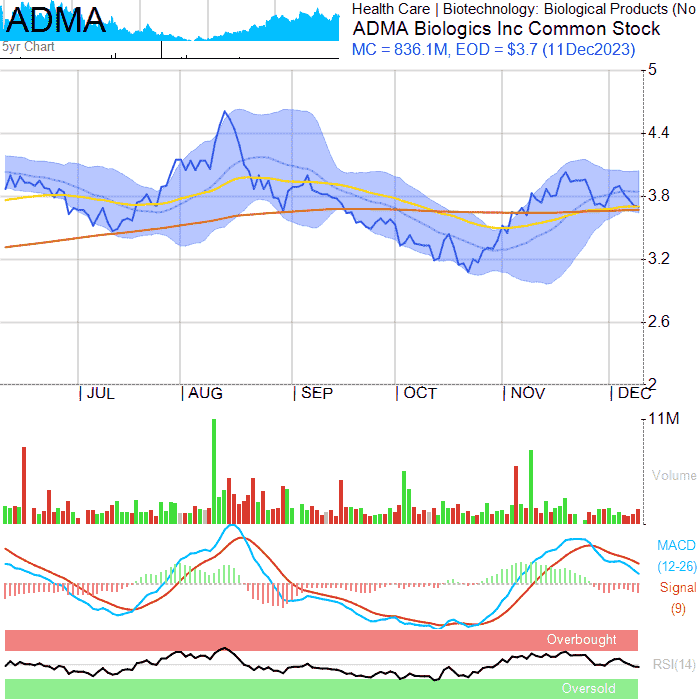 ADMA
5yr Chart
Health Care | Biotechnology: Biological Products (No
ADMA Biologics Inc Common Stock
MC = 836.1M, EOD = $3.7 (11Dec2023)
5
4.4
3.8
3.2
2.6
2
| JUL | AUG | SEP | OCT | NOV | DEC
11M
Volume
MACD
(12-26)
Signal
(9)
Overbought
RSI(14)
Oversold